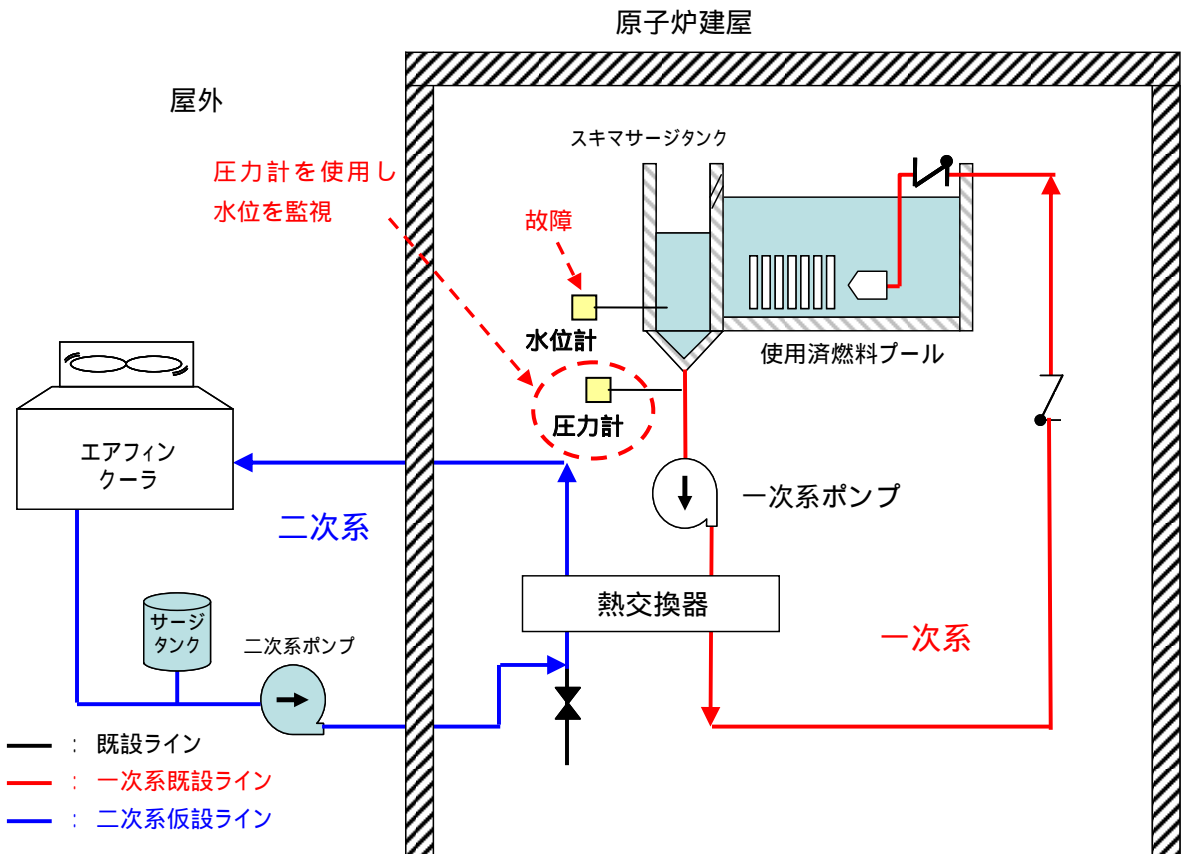 原子炉建屋
屋外
スキマサージタンク
圧力計を使用し
水位を監視
故障
水位計
使用済燃料プール
圧力計
エアフィン
クーラ
一次系ポンプ
二次系
熱交換器
サージ
タンク
二次系ポンプ
一次系
： 既設ライン
： 一次系既設ライン
： 二次系仮設ライン